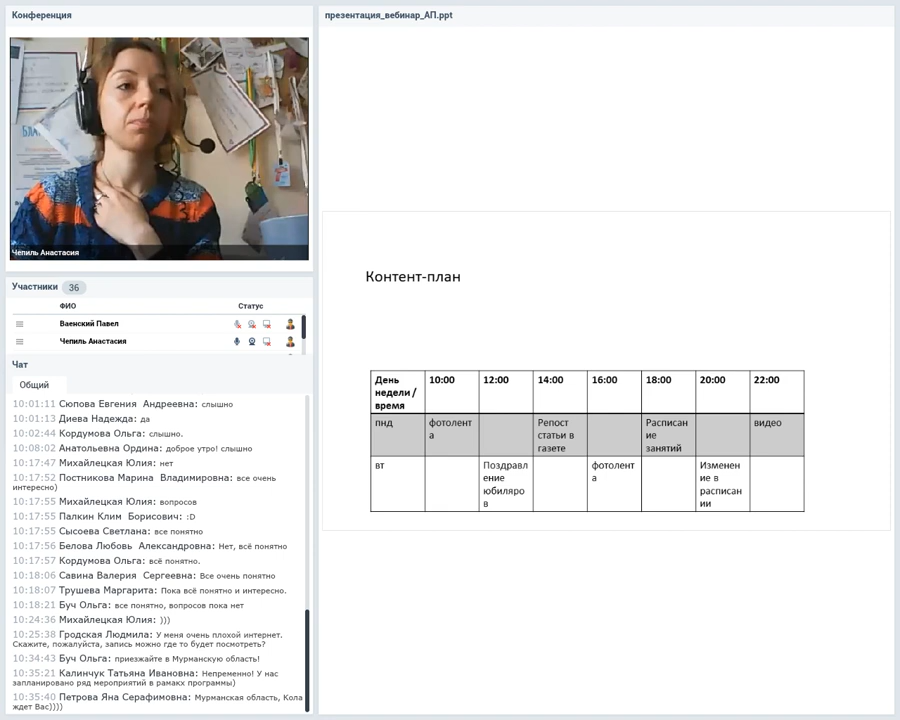 Конференция
БЛА
Чепиль Анастасия
Участники 36
ФИО Статус
Ваенский Павел
Чепиль Анастасия
Чат
Общий
10:01:11 Сюпова Евгения Андреевна: слышно
10:01:13 Диева Надежда: да
10:02:44 Кордумова Ольга: слышно.
10:08:02 Анатольевна Ордина: доброе утро! слышно
10:17:47 Михайлецкая Юлия: нет
10:17:52 Постникова Марина Владимировна: все очень
интересно)
10:17:55 Михайлецкая Юлия: вопросов
10:17:55 Палкин Клим Борисович: :D
10:17:55 Сысоева Светлана: все понятно
10:17:56 Белова Любовь Александровна: Нет, всё понятно
10:17:57 Кордумова Ольга: всё понятно.
10:18:06 Савина Валерия Сергеевна: Все очень понятно
10:18:07 Трушева Маргарита: Пока всё понятно и интересно.
10:18:21 Буч Ольга: все понятно, вопросов пока нет
10:24:36 Михайлецкая Юлия: )))
10:25:38 Гродская Людмила: У меня очень плохой интернет.
Скажите, пожалуйста, запись можно где то будет посмотреть?
10:34:43 Буч Ольга: приезжайте в Мурманскую область!
10:35:21 Калинчук Татьяна Ивановна: Непременно! У нас
запланировано ряд мероприятий в рамакх программы)
10:35:40 Петрова Яна Серафимовна: Мурманская область, Кола
ждет Вас))))
презентация_вебинар_АП.ppt
Контент-план
День 10:00 12:00 14:00 16:00 18:00 20:00 22:00
недели /
время
пнд фотолент Репост Расписан видео
а статьи в ие
газете занятий
вт Поздравл фотолент Изменен
ение а ие в
юбиляро расписан
в ии